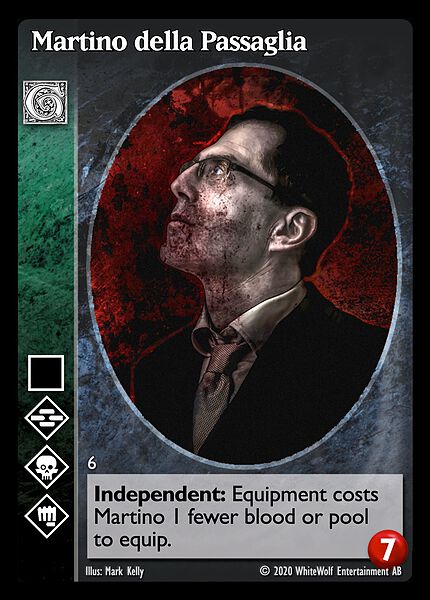 Martino della Passaglia
6
Independent: Equipment costs
Martino 1 fewer blood or pool
to equip.
7
Illus: Mark Kelly
© 2020 WhiteWolf Entertainment AB